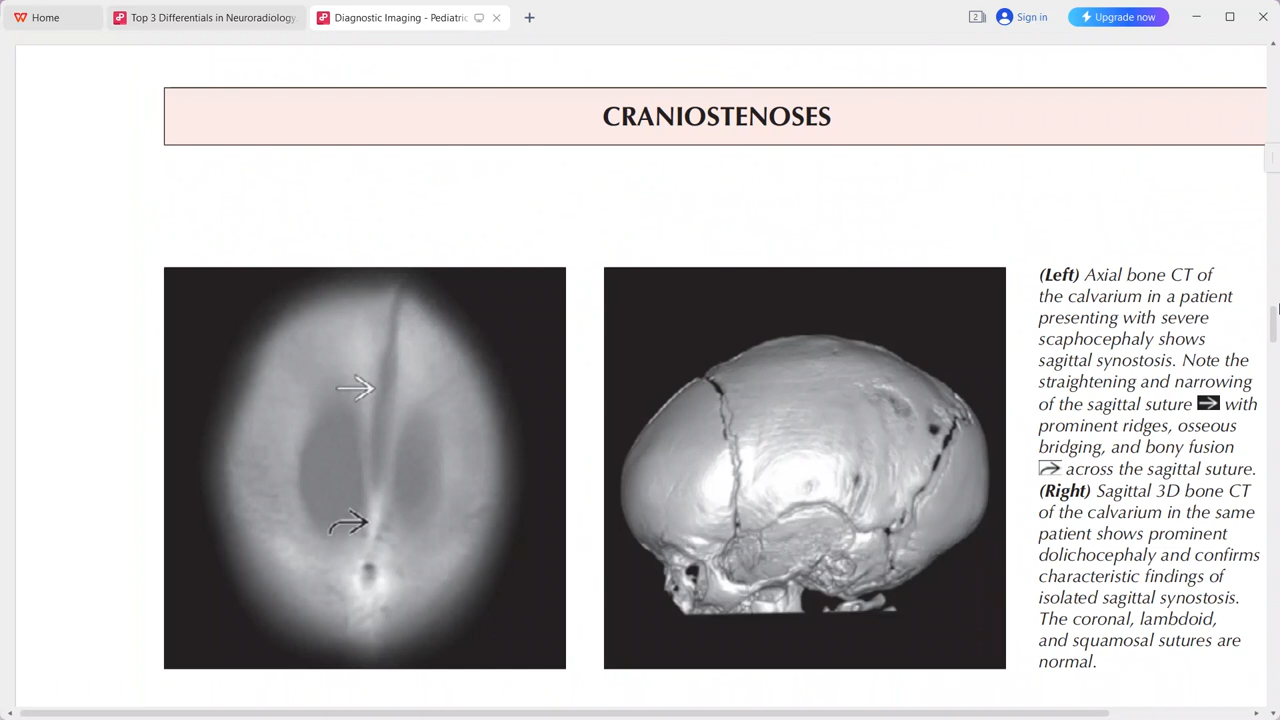 Home
Top 3 Differentials in Neuroradiology.
Diagnostic Imaging - Pediatric
2
Sign in
Upgrade now
CRANIOSTENOSES
(Left) Axial bone CT of
the calvarium in a patient
presenting with severe
scaphocephaly shows
sagittal synostosis. Note the
straightening and narrowing
of the sagittal suture with
prominent ridges, osseous
bridging, and bony fusion
across the sagittal suture.
(Right) Sagittal 3D bone CT
of the calvarium in the same
patient shows prominent
dolichocephaly and confirms
characteristic findings of
isolated sagittal synostosis.
The coronal, lambdoid,
and squamosal sutures are
normal.